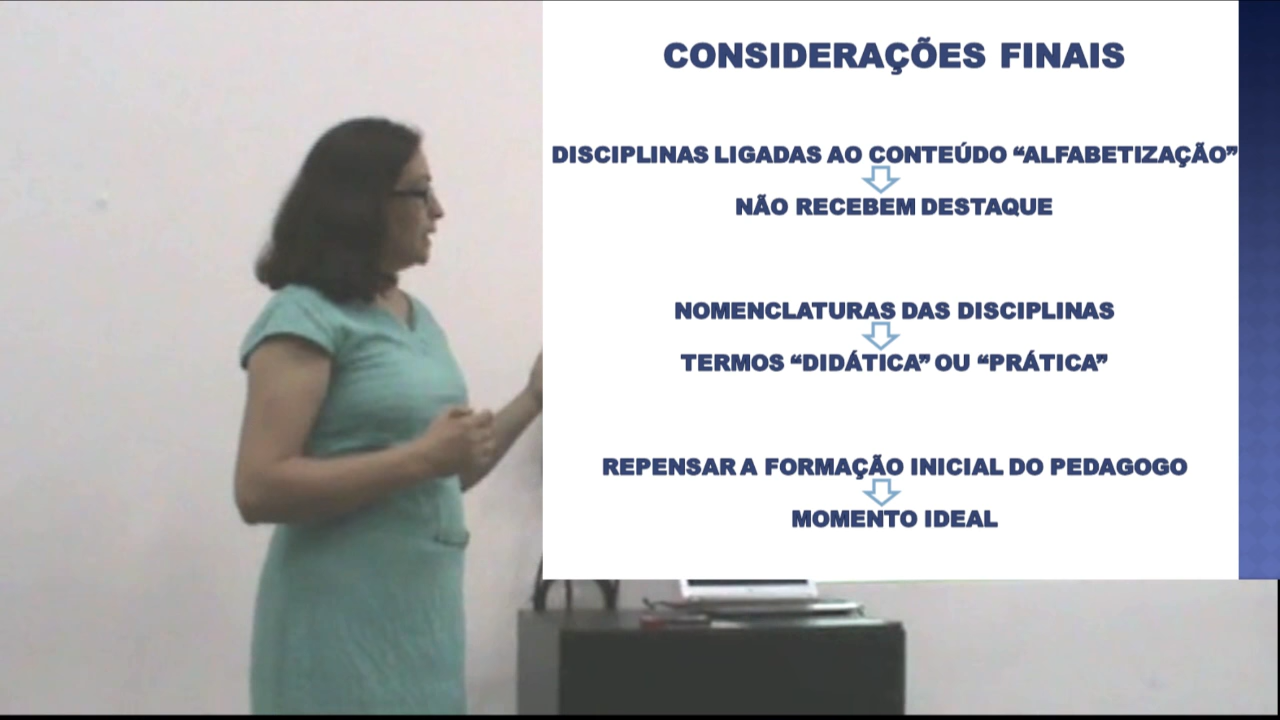 CONSIDERAÇÕES FINAIS
DISCIPLINAS LIGADAS AO CONTEÚDO “ALFABETIZAÇÃO”
NÃO RECEBEM DESTAQUE
NOMENCLATURAS DAS DISCIPLINAS
TERMOS “DIDÁTICA” OU “PRÁTICA”
REPENSAR A FORMAÇÃO INICIAL DO PEDAGOGO
MOMENTO IDEAL